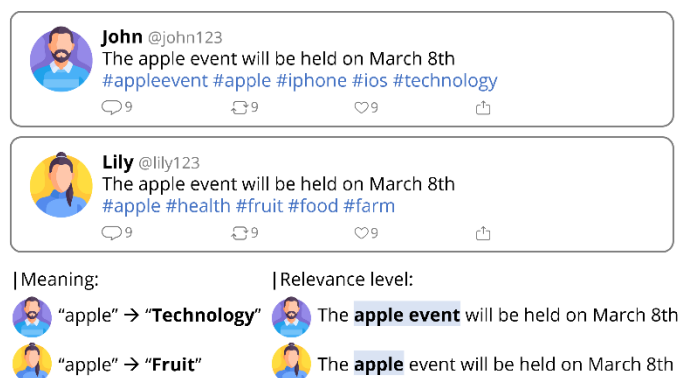 John @john123
The apple event will be held on March 8th
#appleevent #apple #iphone #ios #technology
9 9 9
Lily @lily123
The apple event will be held on March 8th
#apple #health #fruit #food #farm
9 9 9
|Meaning: |Relevance level:
“apple” → “Technology” The apple event will be held on March 8th
“apple” → “Fruit” The apple event will be held on March 8th